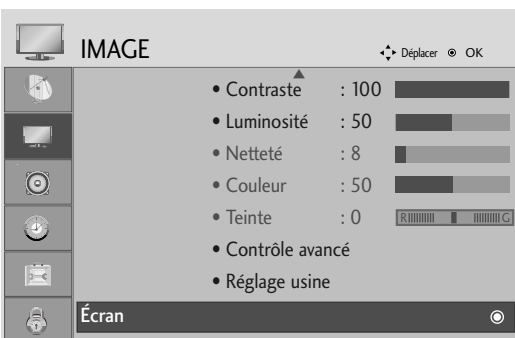 IMAGE
Déplacer OK
• Contraste : 100
• Luminosité : 50
• Netteté : 8
• Couleur : 50
• Teinte : 0 R G
• Contrôle avancé
• Réglage usine
Écran